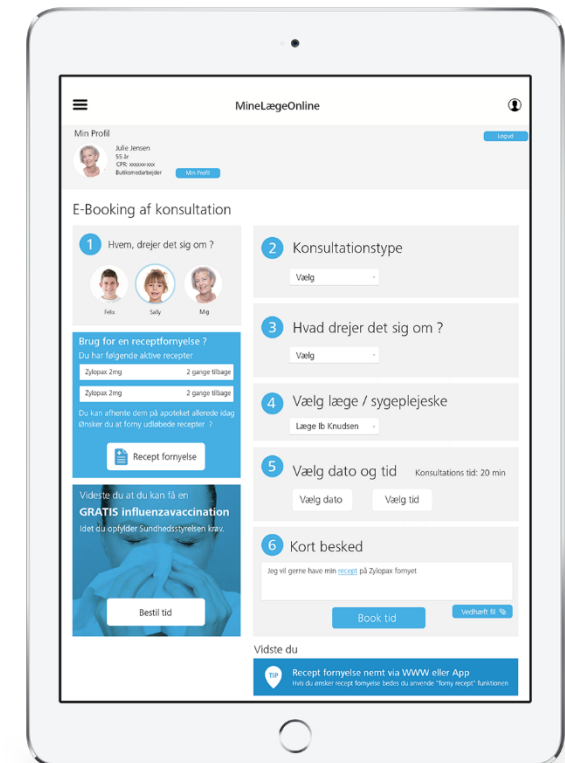 MineLægeOnline
Min Profil
Logud
Julie Jensen
55 år
CPR: xxxxxx-xxx
Butiksmedarbejder
Min Profil
E-Booking af konsultation
1 Hvem, drejer det sig om ?
Felix
Sally
Mig
Brug for en receptfornyelse ?
Du har følgende aktive recepter
Zylopax 2mg 2 gange tilbage
Zylopax 2mg 2 gange tilbage
Du kan afhente dem på apoteket allerede idag
Ønsker du at forny udløbede recepter ?
Recept fornyelse
Videste du at du kan få en
GRATIS influenzavaccination
Idet du opfylder Sundhedsstyrelsen krav.
Bestil tid
2 Konsultationstype
Vælg
3 Hvad drejer det sig om ?
Vælg
4 Vælg læge / sygeplejeske
Læge Ib Knudsen
5 Vælg dato og tid Konsultations tid: 20 min
Vælg dato Vælg tid
6 Kort besked
Jeg vil gerne have min recept på Zylopax fornyet
Vedhæft fil
Book tid
Vidste du
TIP
Recept fornyelse nemt via WWW eller App
Hvis du ønsker recept fornyelse bedes du anvende "forny recept" funktionen